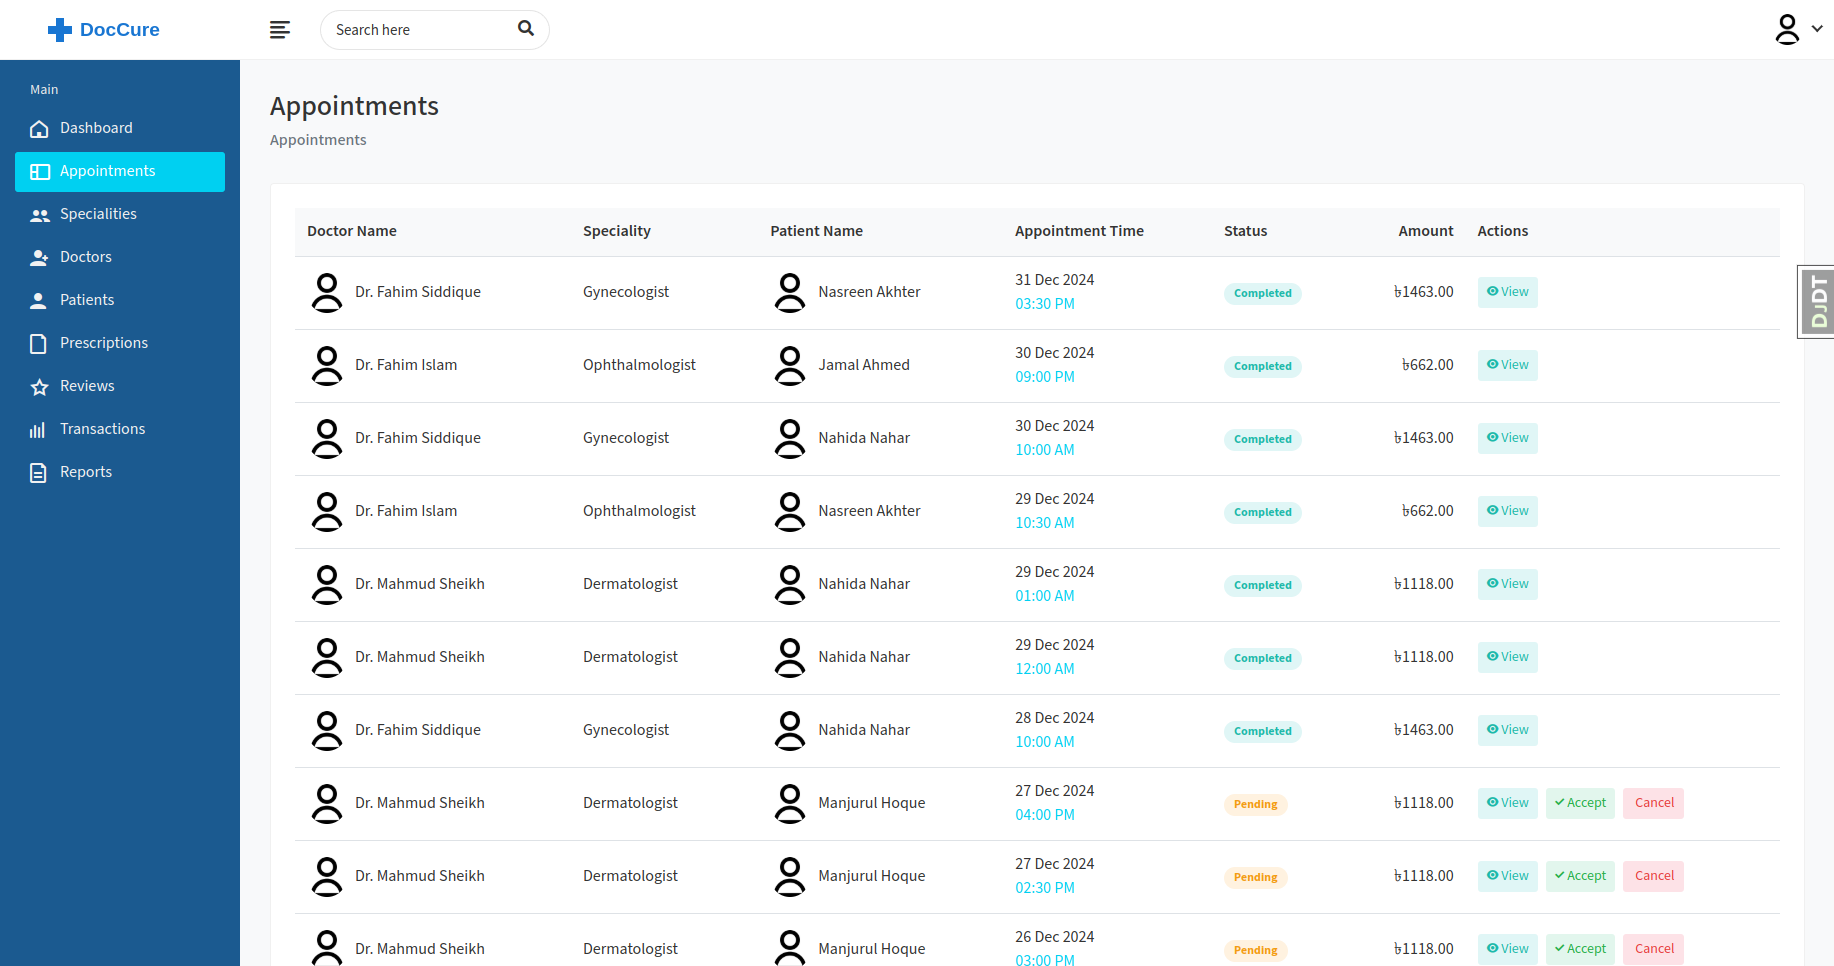 DocCure
Search here
Main
Dashboard
Appointments
Specialities
Doctors
Patients
Prescriptions
Reviews
Transactions
Reports
Appointments
Appointments
Doctor Name Speciality Patient Name Appointment Time Status Amount Actions
Dr. Fahim Siddique Gynecologist Nasreen Akhter 31 Dec 2024 03:30 PM Completed ৳1463.00 View
Dr. Fahim Islam Ophthalmologist Jamal Ahmed 30 Dec 2024 09:00 PM Completed ৳662.00 View
Dr. Fahim Siddique Gynecologist Nahida Nahar 30 Dec 2024 10:00 AM Completed ৳1463.00 View
Dr. Fahim Islam Ophthalmologist Nasreen Akhter 29 Dec 2024 10:30 AM Completed ৳662.00 View
Dr. Mahmud Sheikh Dermatologist Nahida Nahar 29 Dec 2024 01:00 AM Completed ৳1118.00 View
Dr. Mahmud Sheikh Dermatologist Nahida Nahar 29 Dec 2024 12:00 AM Completed ৳1118.00 View
Dr. Fahim Siddique Gynecologist Nahida Nahar 28 Dec 2024 10:00 AM Completed ৳1463.00 View
Dr. Mahmud Sheikh Dermatologist Manjurul Hoque 27 Dec 2024 04:00 PM Pending ৳1118.00 View Accept Cancel
Dr. Mahmud Sheikh Dermatologist Manjurul Hoque 27 Dec 2024 02:30 PM Pending ৳1118.00 View Accept Cancel
Dr. Mahmud Sheikh Dermatologist Manjurul Hoque 26 Dec 2024 03:00 PM Pending ৳1118.00 View Accept Cancel
DJDT